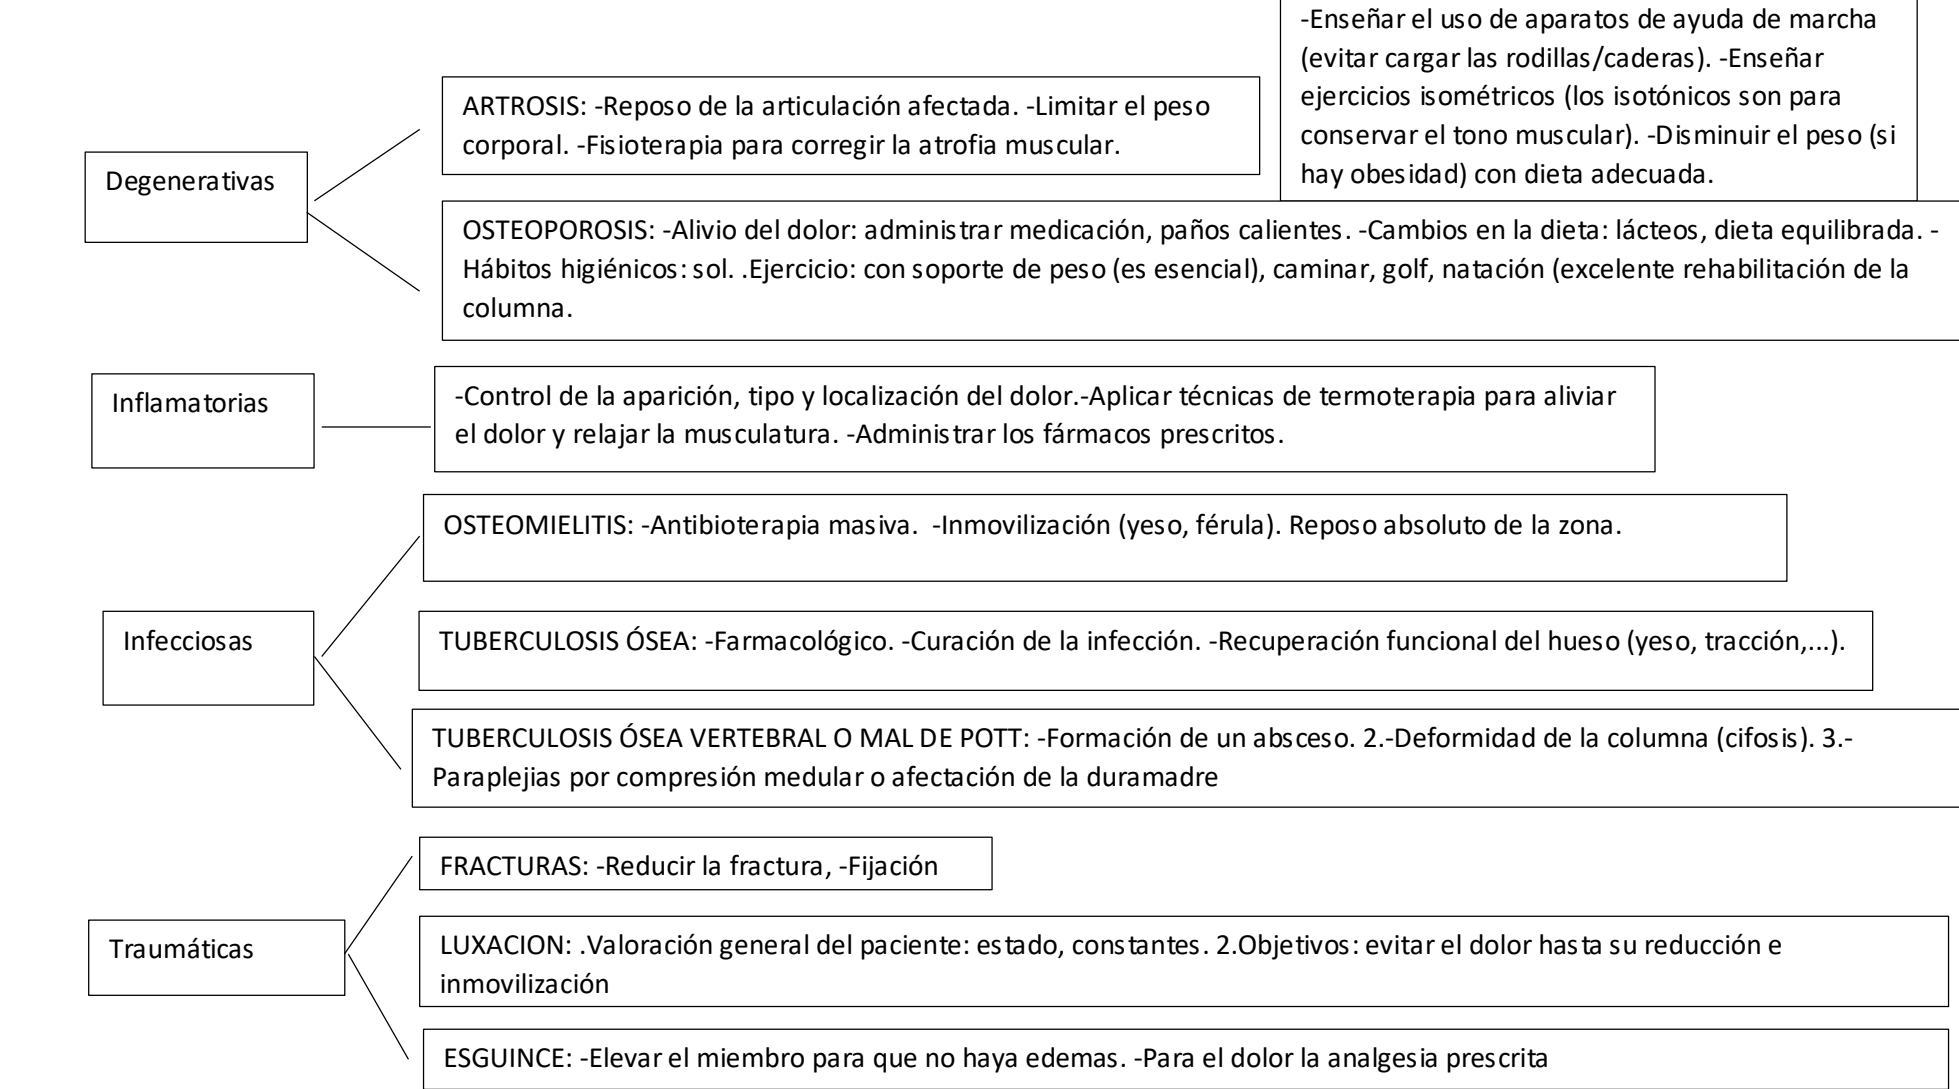 -Enseñar el uso de aparatos de ayuda de marcha
(evitar cargar las rodillas/caderas). -Enseñar
ejercicios isométricos (los isotónicos son para
conservar el tono muscular). -Disminuir el peso (si
hay obesidad) con dieta adecuada.
Degenerativas
ARTROSIS: -Reposo de la articulación afectada. -Limitar el peso
corporal. -Fisioterapia para corregir la atrofia muscular.
OSTEOPOROSIS: -Alivio del dolor: administrar medicación, paños calientes. -Cambios en la dieta: lácteos, dieta equilibrada. -
Hábitos higiénicos: sol. .Ejercicio: con soporte de peso (es esencial), caminar, golf, natación (excelente rehabilitación de la
columna.
Inflamatorias
-Control de la aparición, tipo y localización del dolor.-Aplicar técnicas de termoterapia para aliviar
el dolor y relajar la musculatura. -Administrar los fármacos prescritos.
Infecciosas
OSTEOMIELITIS: -Antibioterapia masiva.  -Inmovilización (yeso, férula). Reposo absoluto de la zona.
TUBERCULOSIS ÓSEA: -Farmacológico. -Curación de la infección. -Recuperación funcional del hueso (yeso, tracción,...).
TUBERCULOSIS ÓSEA VERTEBRAL O MAL DE POTT: -Formación de un absceso. 2.-Deformidad de la columna (cifosis). 3.-
Paraplejias por compresión medular o afectación de la duramadre
Traumáticas
FRACTURAS: -Reducir la fractura, -Fijación
LUXACION: .Valoración general del paciente: estado, constantes. 2.Objetivos: evitar el dolor hasta su reducción e
inmovilización
ESGUINCE: -Elevar el miembro para que no haya edemas. -Para el dolor la analgesia prescrita